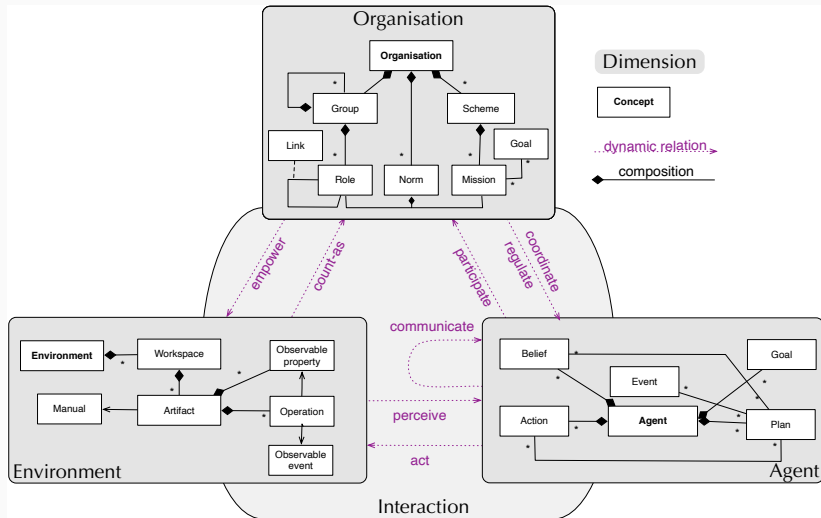 Organisation
Organisation
*
*
Group
Scheme
Link
Goal
*
*
*
*
Role
Norm
Mission
*
Dimension
Concept
dynamic relation
composition
empower
count-as
participate
coordinate
regulate
communicate
perceive
act
Environment
*
Workspace
*
Observable
property
*
Manual
Artifact
*
Operation
Observable
event
Environment
Belief
*
Goal
Event
*
*
*
*
Action
*
Agent
*
Plan
*
*
Agent
Interaction